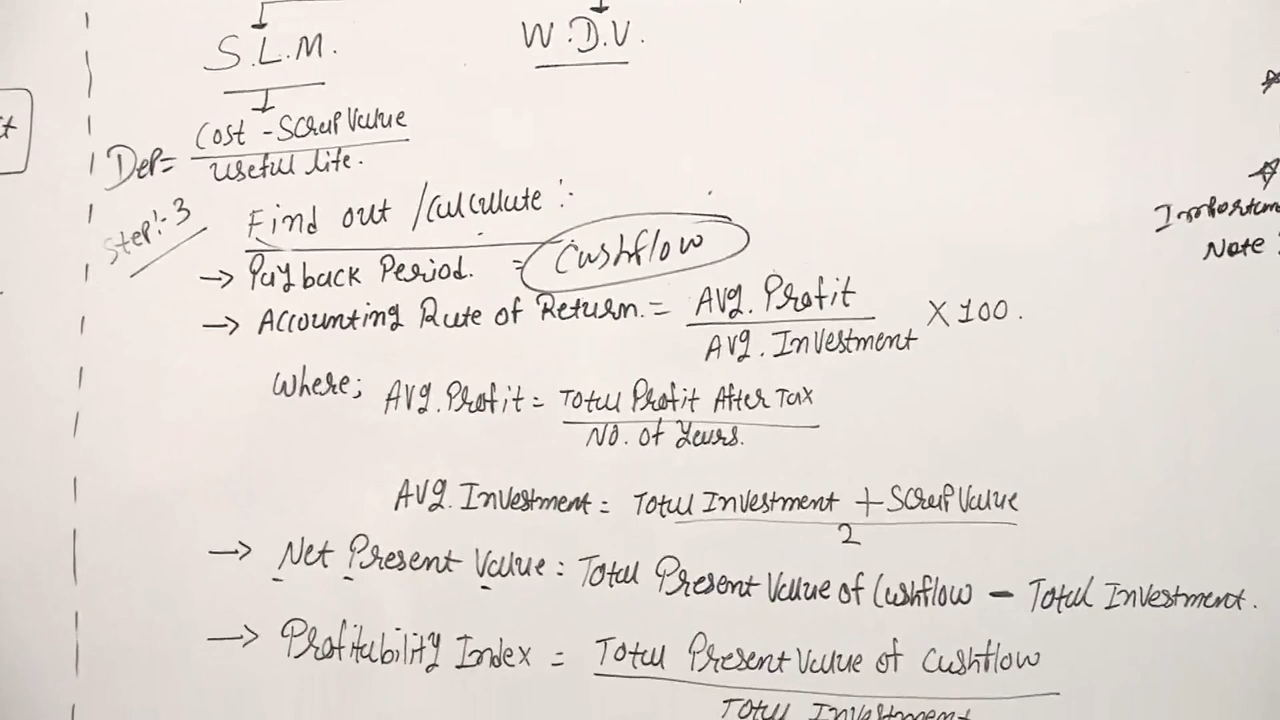 S.L.M. W.D.V.
Dep = Cost - Scrap Value / Useful life.
Step:- 3
Find out / Calculate :-
→ Payback Period. = Cashflow
→ Accounting Rate of Return. = Avg. Profit / Avg. Investment X 100.
Where; Avg. Profit = Total Profit After Tax / No. of Years.
Avg. Investment = Total Investment + Scrap Value / 2
→ Net Present Value = Total Present Value of Cashflow - Total Investment.
→ Profitability Index = Total Present Value of Cashflow / Total Investment
Important
Note :